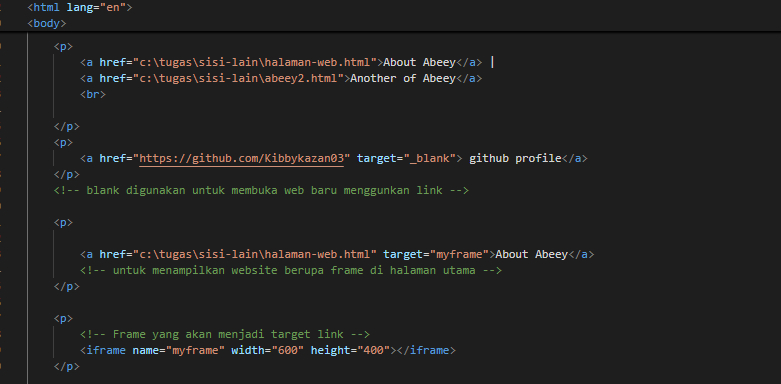 <html lang="en">
<body>
<p>
<a href="c:\tugas\sisi-lain\halaman-web.html">About Abeey</a> |
<a href="c:\tugas\sisi-lain\abeey2.html">Another of Abeey</a>
<br>
</p>
<p>
<a href="https://github.com/Kibbykazan03" target="_blank"> github profile</a>
</p>
<!-- blank digunakan untuk membuka web baru menggunkan link -->
<p>
<a href="c:\tugas\sisi-lain\halaman-web.html" target="myframe">About Abeey</a>
<!-- untuk menampilkan website berupa frame di halaman utama -->
</p>
<p>
<!-- Frame yang akan menjadi target link -->
<iframe name="myframe" width="600" height="400"></iframe>
</p>